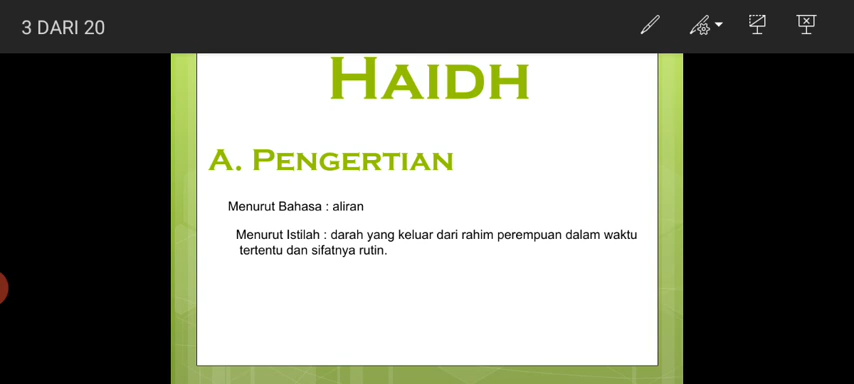 3 DARI 20
HAIDH
A. PENGERTIAN
Menurut Bahasa : aliran
Menurut Istilah : darah yang keluar dari rahim perempuan dalam waktu
tertentu dan sifatnya rutin.